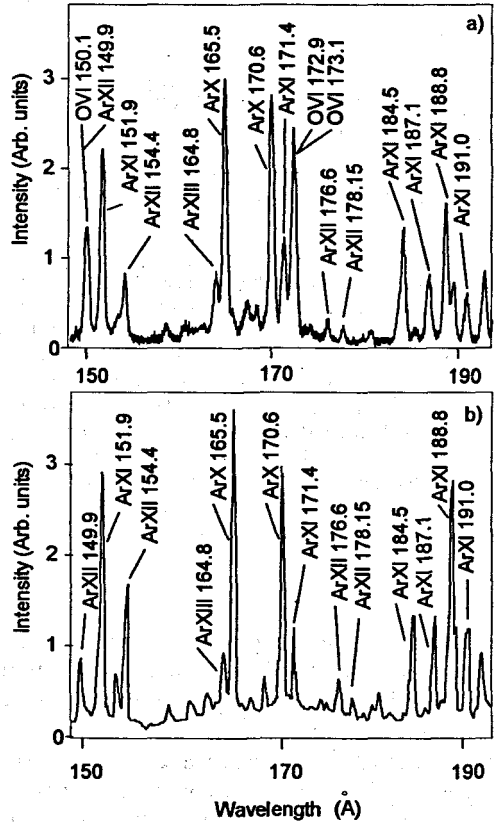 a)
OVI 150.1
ArXII 149.9
ArXI 151.9
ArXII 154.4
ArXIII 164.8
ArX 165.5
ArX 170.6
ArXI 171.4
OVI 172.9
OVI 173.1
ArXII 176.6
ArXII 178.15
ArXI 184.5
ArXI 187.1
ArXI 188.8
ArXI 191.0
Intensity (Arb. units)
3
2
1
0
150
170
190
b)
ArXII 149.9
ArXI 151.9
ArXII 154.4
ArXIII 164.8
ArX 165.5
ArX 170.6
ArXI 171.4
ArXII 176.6
ArXII 178.15
ArXI 184.5
ArXI 187.1
ArXI 188.8
ArXI 191.0
Intensity (Arb. units)
3
2
1
0
150
170
190
Wavelength (Å)